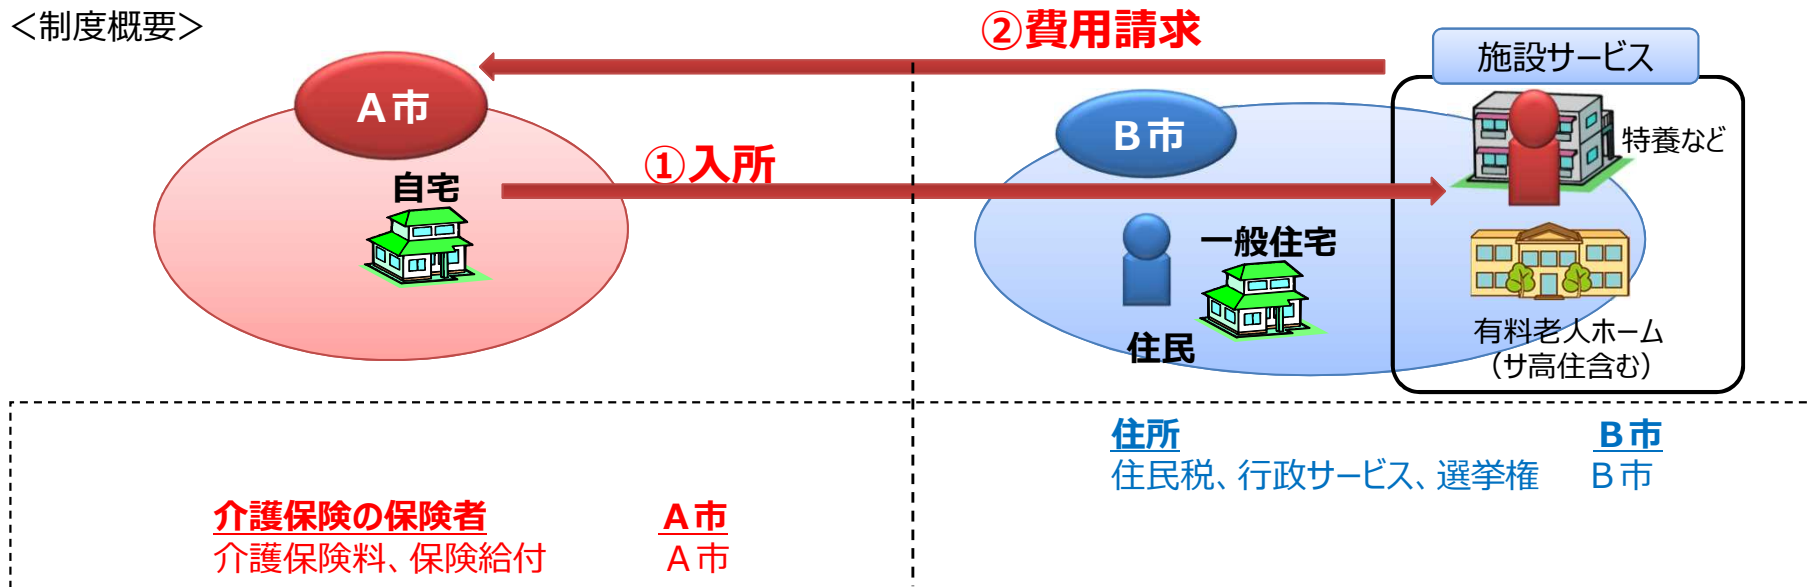 ＜制度概要＞
②費用請求
施設サービス
A市
B市
特養など
①入所
自宅
一般住宅
住民
有料老人ホーム
（サ高住含む）
住所　B市
住民税、行政サービス、選挙権　B市
介護保険の保険者　A市
介護保険料、保険給付　A市